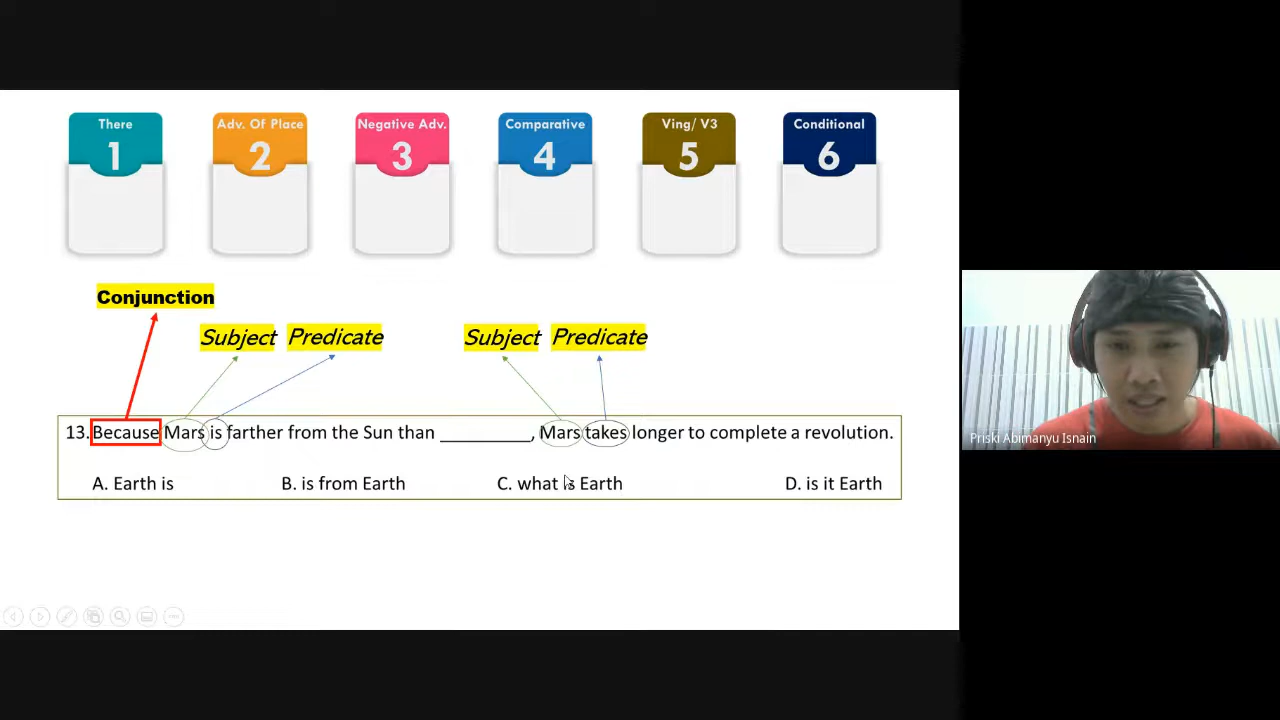 There
Adv. Of Place
Negative Adv.
Comparative
Ving/ V3
Conditional
1
2
3
4
5
6
Conjunction
Subject Predicate
Subject Predicate
13. Because Mars is farther from the Sun than __________, Mars takes longer to complete a revolution.
A. Earth is
B. is from Earth
C. what is Earth
D. is it Earth
Priski Abimanyu Isnain